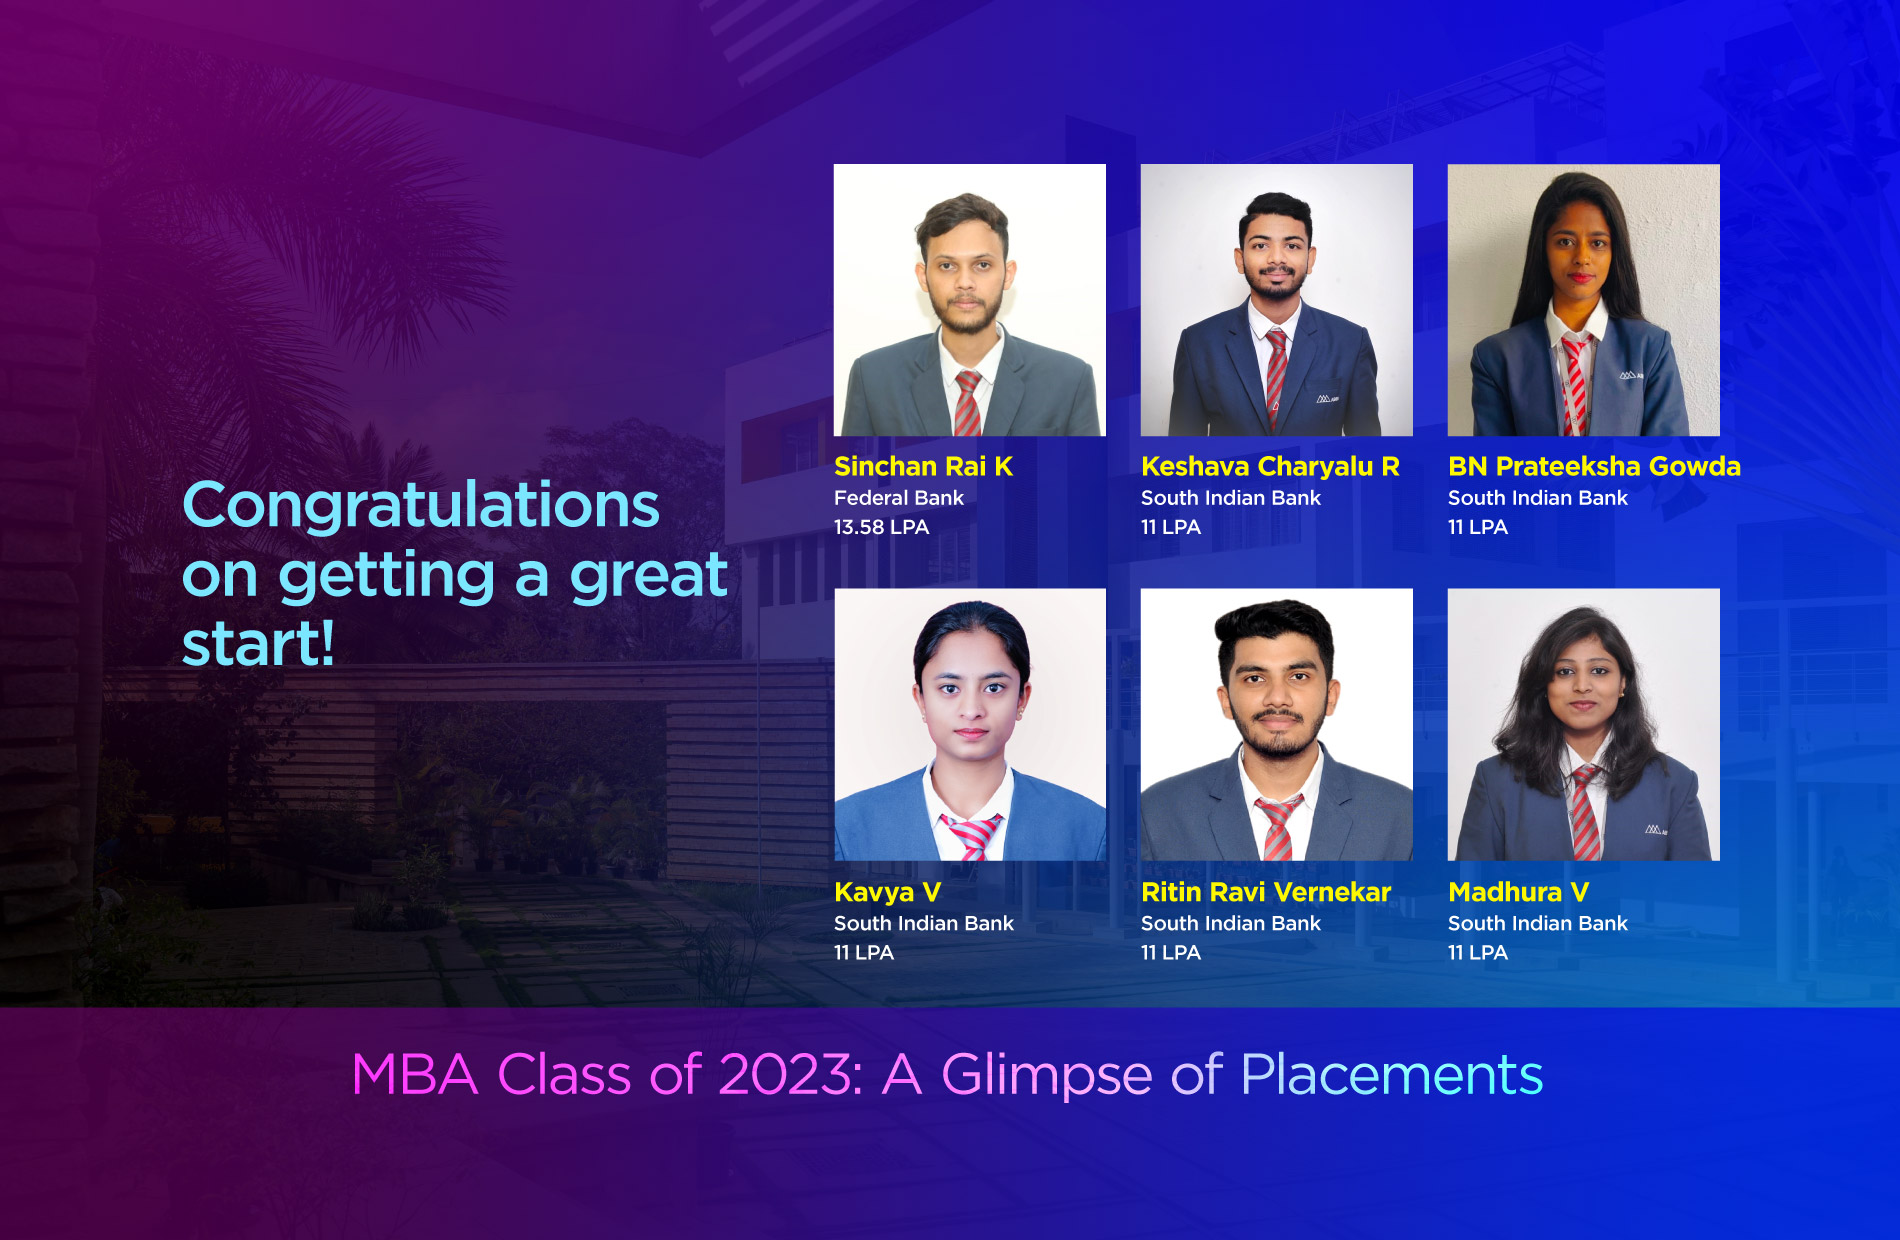 Congratulations
on getting a great
start!
Sinchan Rai K
Federal Bank
13.58 LPA
Keshava Charyalu R
South Indian Bank
11 LPA
BN Prateeksha Gowda
South Indian Bank
11 LPA
Kavya V
South Indian Bank
11 LPA
Ritin Ravi Vernekar
South Indian Bank
11 LPA
Madhura V
South Indian Bank
11 LPA
MBA Class of 2023: A Glimpse of Placements